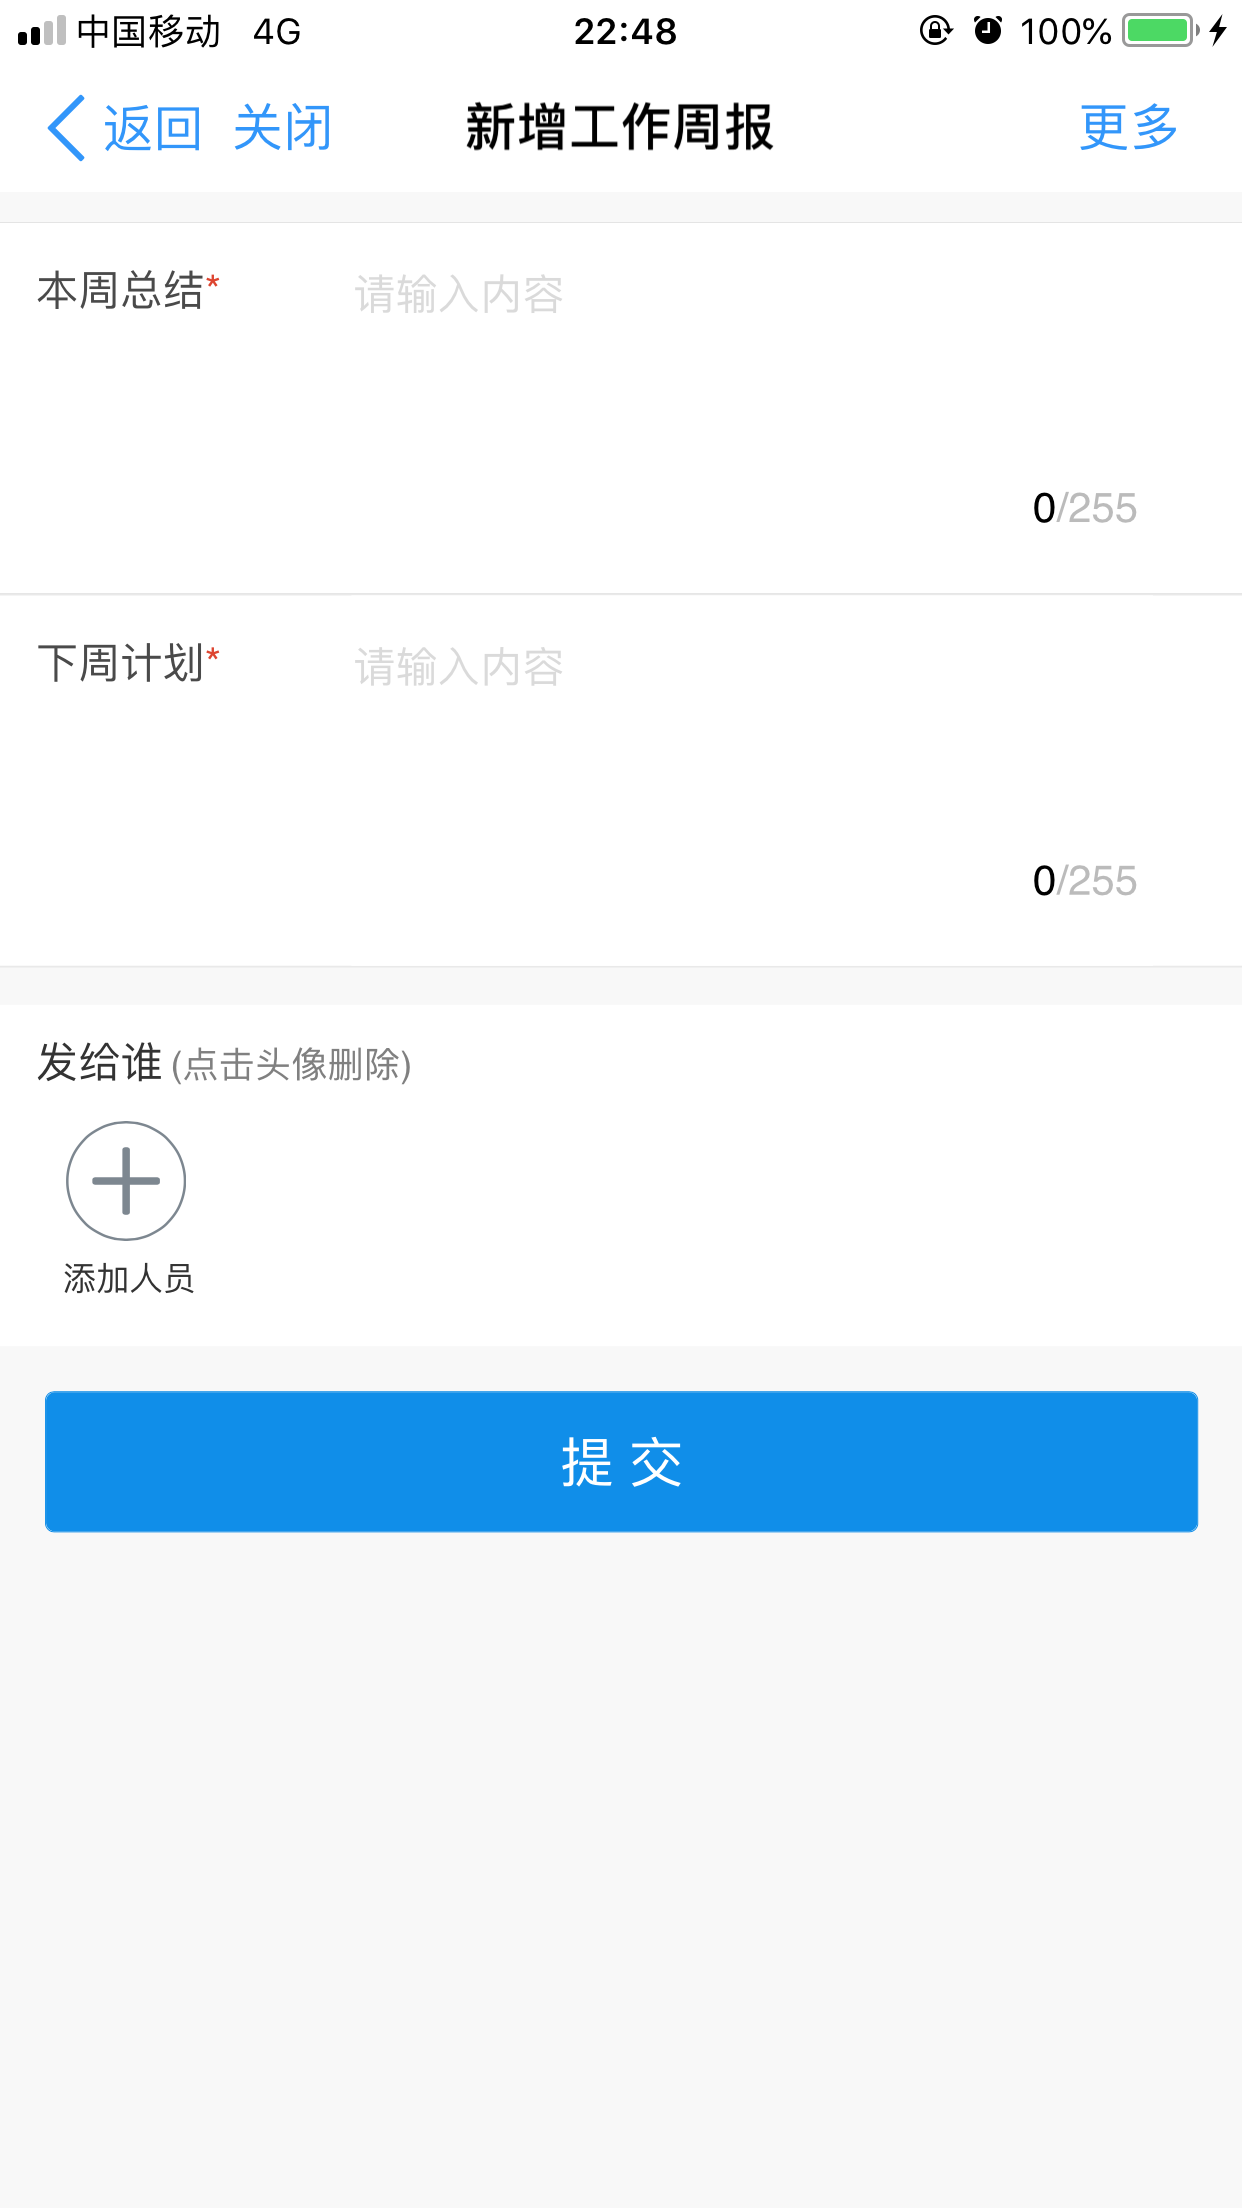 中国移动 4G 22:48 100%
返回 关闭 新增工作周报 更多
本周总结* 请输入内容
0/255
下周计划* 请输入内容
0/255
发给谁 (点击头像删除)
添加人员
提 交